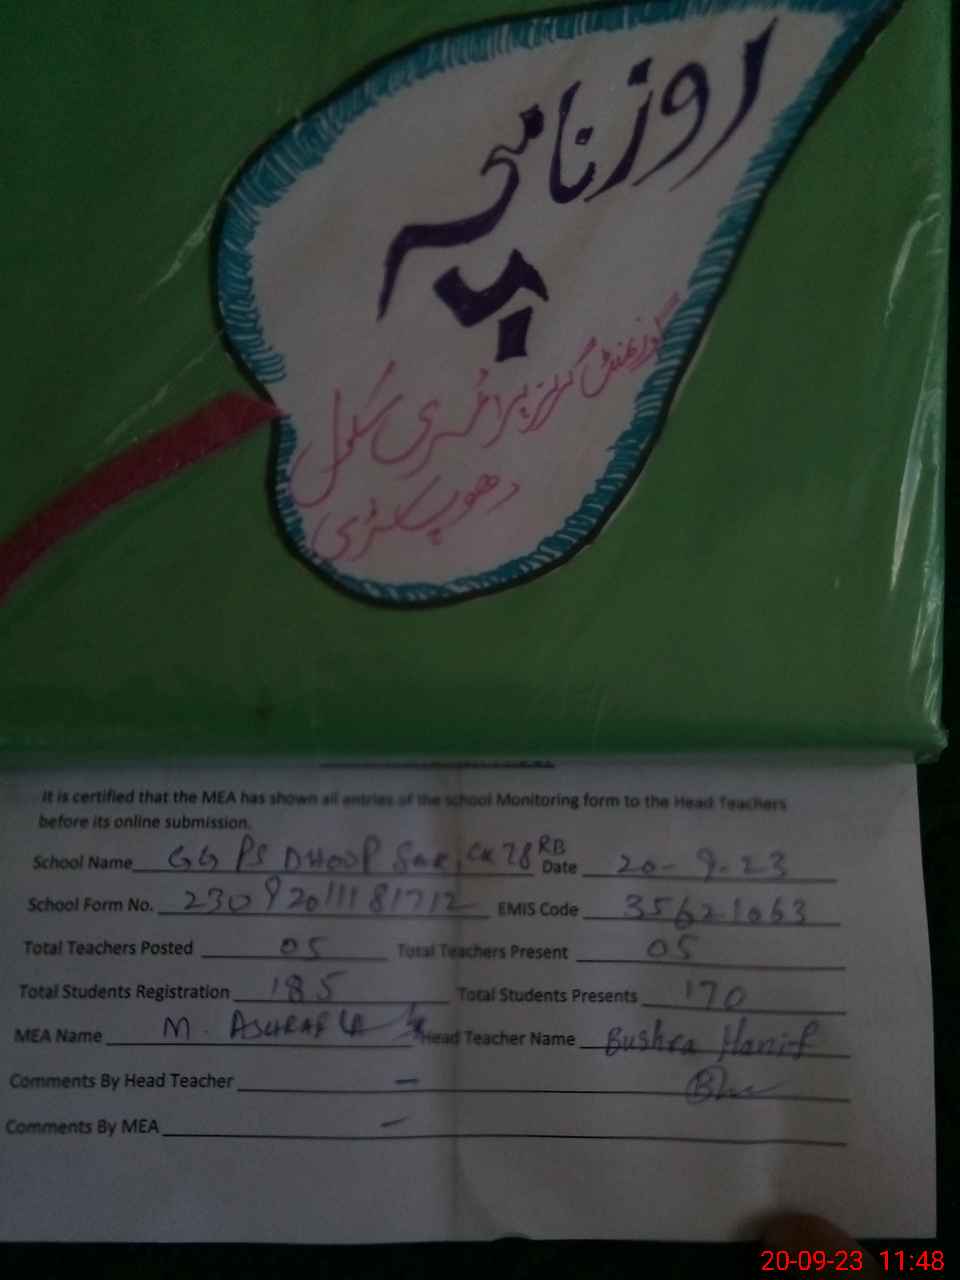 روزنامچہ
گورنمنٹ گرلز پرائمری سکول
دھوپ سڑی
It is certified that the MEA has shown all entries of the school Monitoring form to the Head Teachers
before its online submission.
School Name GGPS DHOOP Sar, CK 78 RB Date 20-9-23
School Form No. 230920111181712 EMIS Code 35621063
Total Teachers Posted 05 Total Teachers Present 05
Total Students Registration 185 Total Students Presents 170
MEA Name M. ASHRAF Head Teacher Name Bushra Hanif
Comments By Head Teacher —
Comments By MEA —
20-09-23 11:48